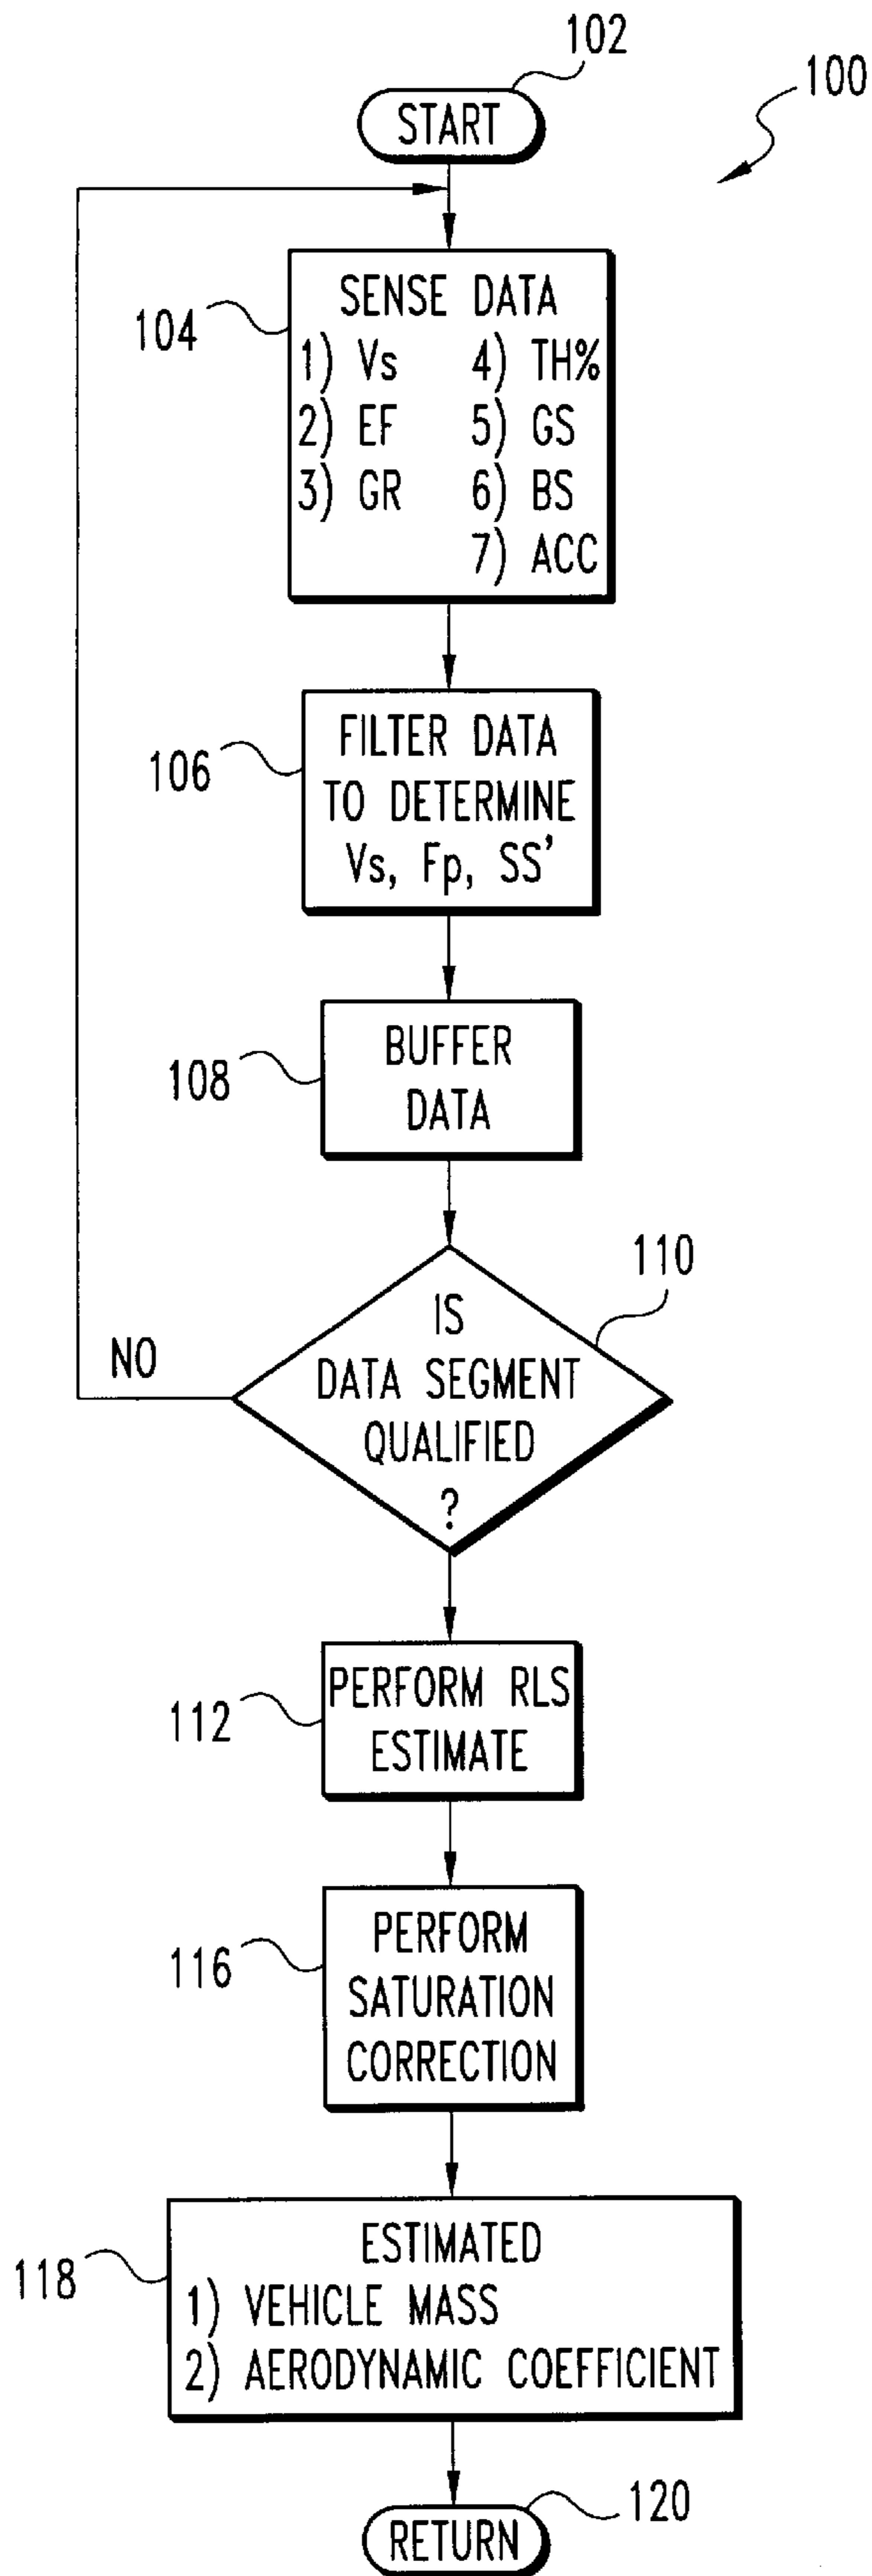 102
START
100
104
SENSE DATA
1) Vs 4) TH%
2) EF 5) GS
3) GR 6) BS
7) ACC
106
FILTER DATA
TO DETERMINE
Vs, Fp, SS'
108
BUFFER
DATA
110
IS
DATA SEGMENT
QUALIFIED
?
NO
112
PERFORM RLS
ESTIMATE
116
PERFORM
SATURATION
CORRECTION
118
ESTIMATED
1) VEHICLE MASS
2) AERODYNAMIC COEFFICIENT
120
RETURN